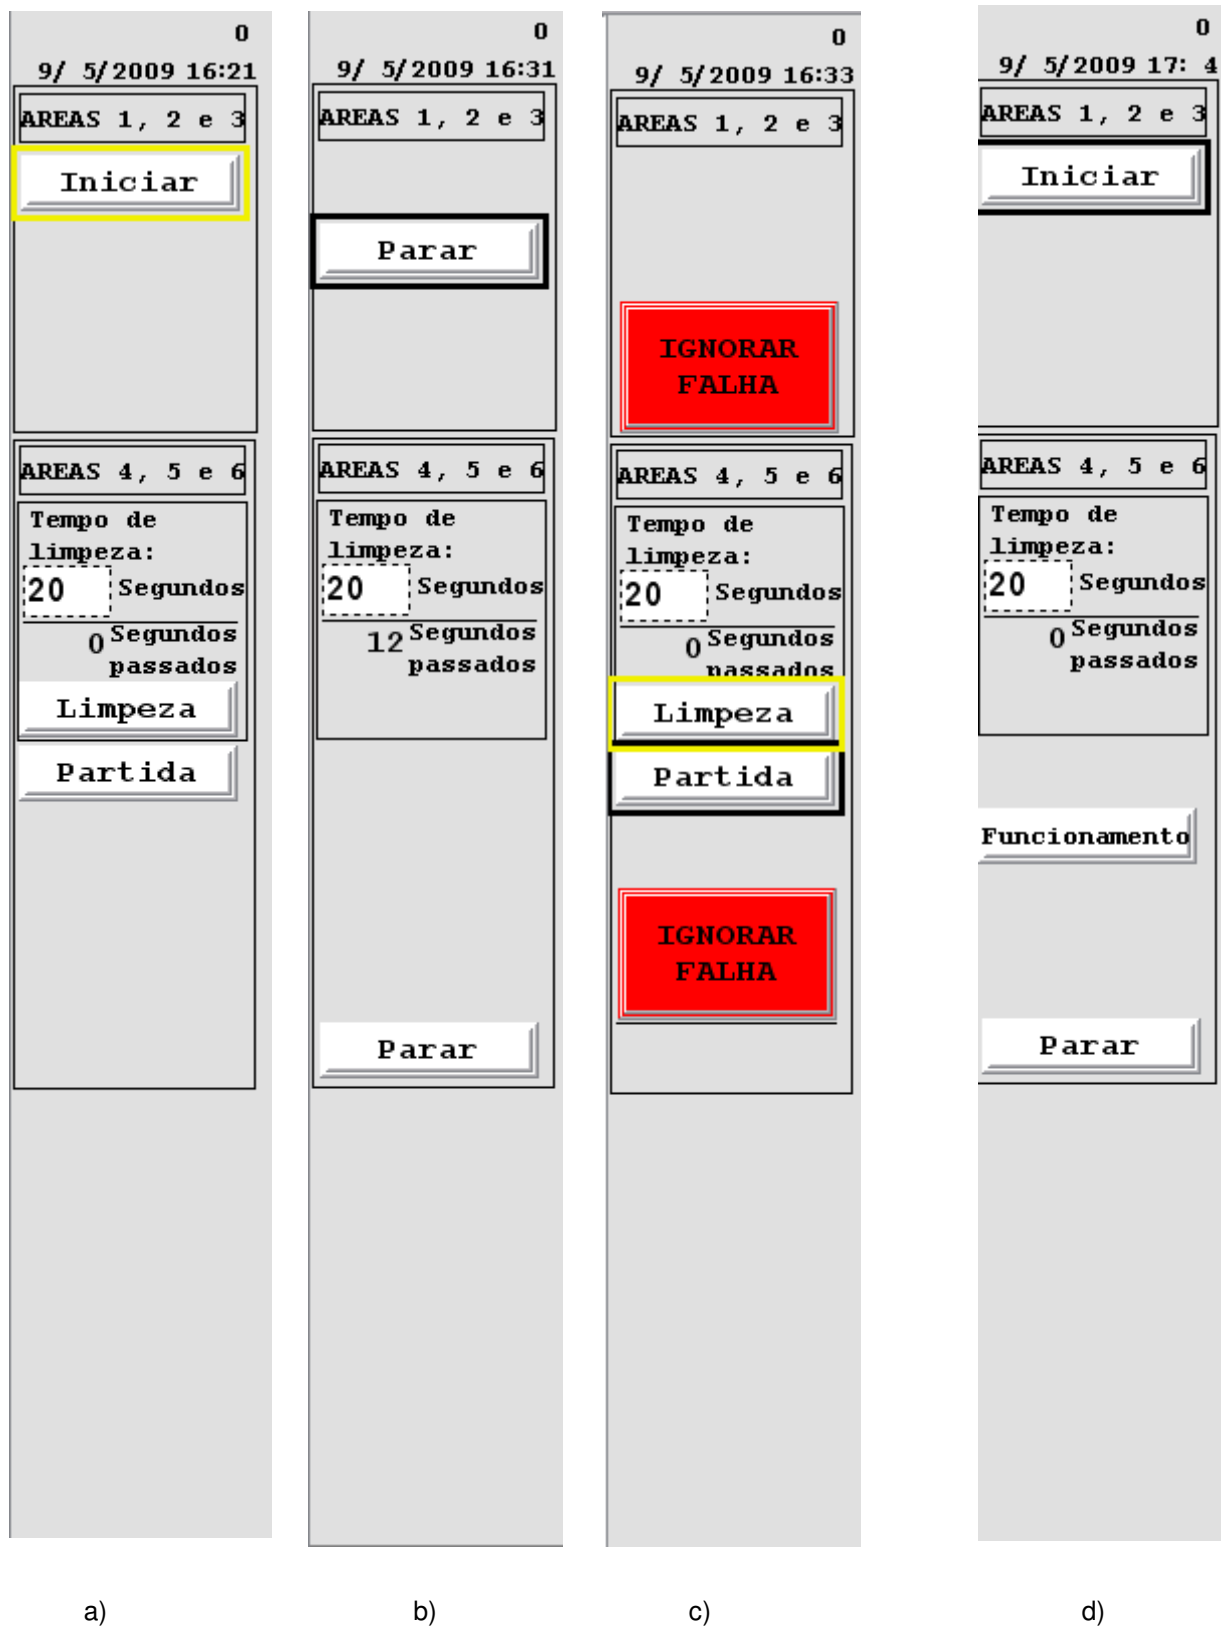 0
9/ 5/2009 16:21
AREAS 1, 2 e 3
Iniciar
AREAS 4, 5 e 6
Tempo de
limpeza:
20 Segundos
0 Segundos
passados
Limpeza
Partida
a)
0
9/ 5/2009 16:31
AREAS 1, 2 e 3
Parar
AREAS 4, 5 e 6
Tempo de
limpeza:
20 Segundos
12 Segundos
passados
Parar
b)
0
9/ 5/2009 16:33
AREAS 1, 2 e 3
IGNORAR
FALHA
AREAS 4, 5 e 6
Tempo de
limpeza:
20 Segundos
0 Segundos
passados
Limpeza
Partida
IGNORAR
FALHA
c)
0
9/ 5/2009 17: 4
AREAS 1, 2 e 3
Iniciar
AREAS 4, 5 e 6
Tempo de
limpeza:
20 Segundos
0 Segundos
passados
Funcionamento
Parar
d)